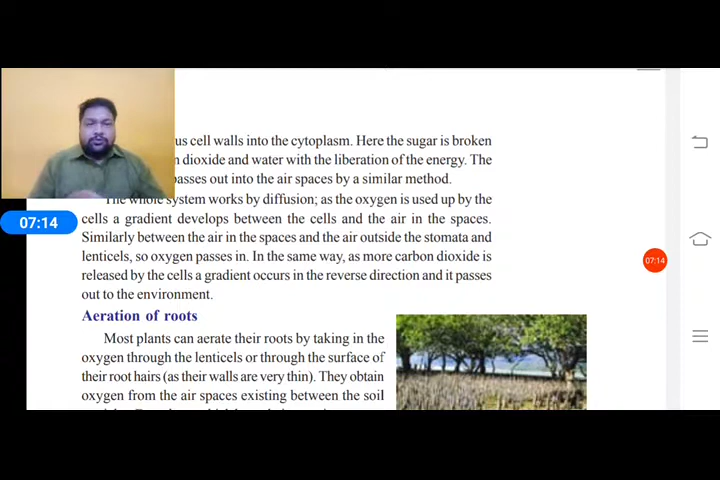 us cell walls into the cytoplasm. Here the sugar is broken
n dioxide and water with the liberation of the energy. The
passes out into the air spaces by a similar method.
The whole system works by diffusion; as the oxygen is used up by the
cells a gradient develops between the cells and the air in the spaces.
07:14
Similarly between the air in the spaces and the air outside the stomata and
lenticels, so oxygen passes in. In the same way, as more carbon dioxide is
07:14
released by the cells a gradient occurs in the reverse direction and it passes
out to the environment.
Aeration of roots
Most plants can aerate their roots by taking in the
oxygen through the lenticels or through the surface of
their root hairs (as their walls are very thin). They obtain
oxygen from the air spaces existing between the soil